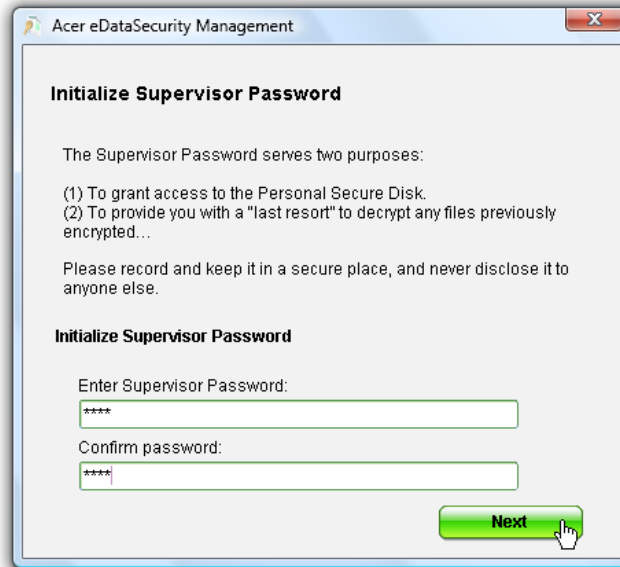 Acer eDataSecurity Management
Initialize Supervisor Password
The Supervisor Password serves two purposes:
(1) To grant access to the Personal Secure Disk.
(2) To provide you with a "last resort" to decrypt any files previously
encrypted...
Please record and keep it in a secure place, and never disclose it to
anyone else.
Initialize Supervisor Password
Enter Supervisor Password:
****
Confirm password:
****
Next